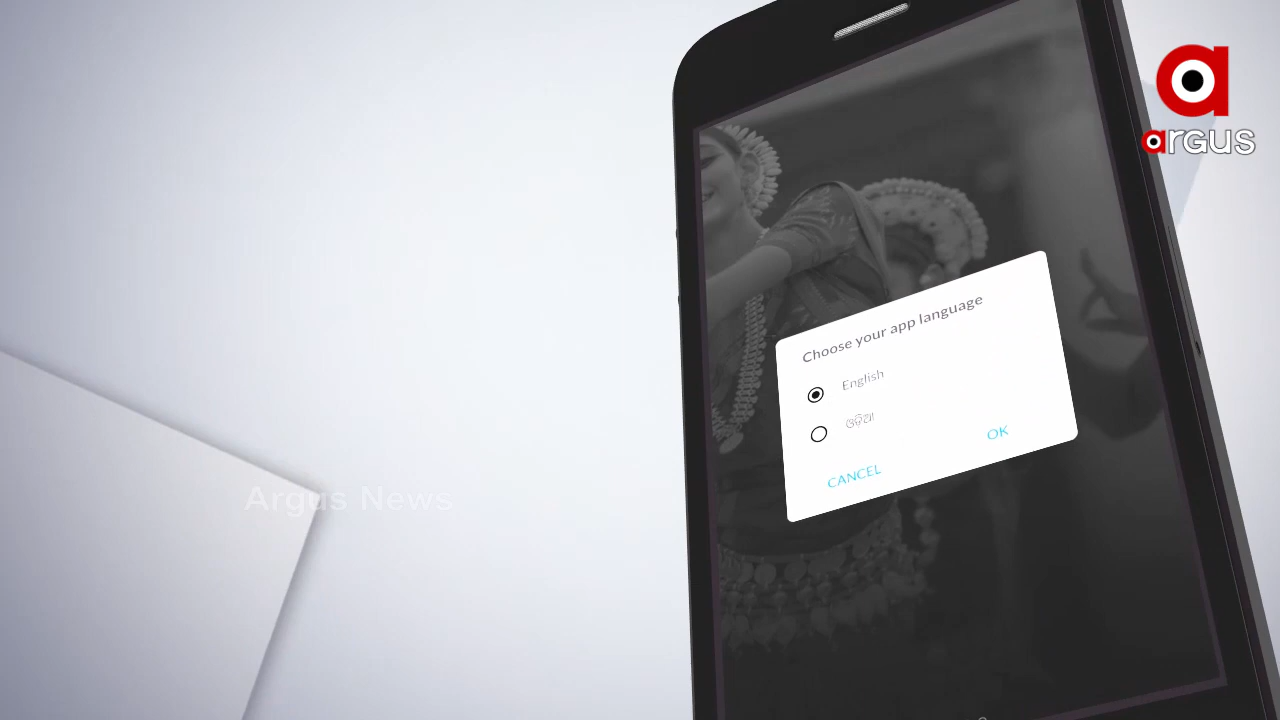 argus
Choose your app language
English
ଓଡ଼ିଆ
OK
CANCEL
Argus News